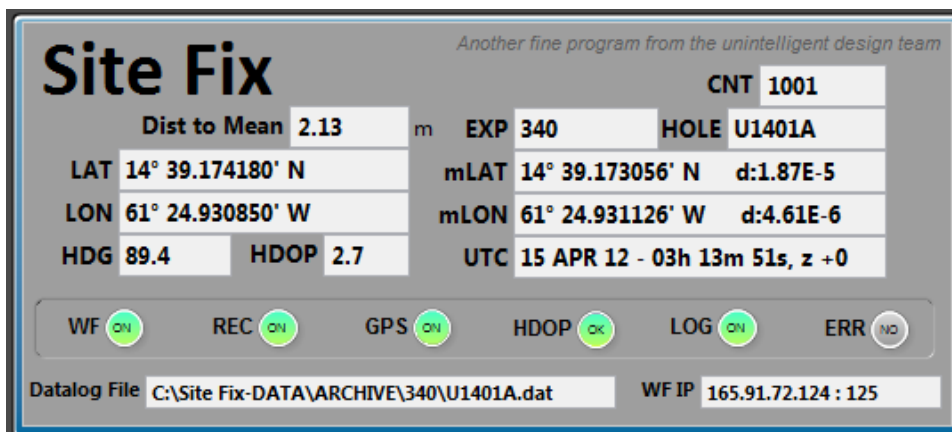 Another fine program from the unintelligent design team
Site Fix
CNT 1001
Dist to Mean 2.13 m EXP 340 HOLE U1401A
LAT 14° 39.174180' N mLAT 14° 39.173056' N d:1.87E-5
LON 61° 24.930850' W mLON 61° 24.931126' W d:4.61E-6
HDG 89.4 HDOP 2.7 UTC 15 APR 12 - 03h 13m 51s, z +0
WF ON REC ON GPS ON HDOP OK LOG ON ERR NO
Datalog File C:\Site Fix-DATA\ARCHIVE\340\U1401A.dat WF IP 165.91.72.124 : 125